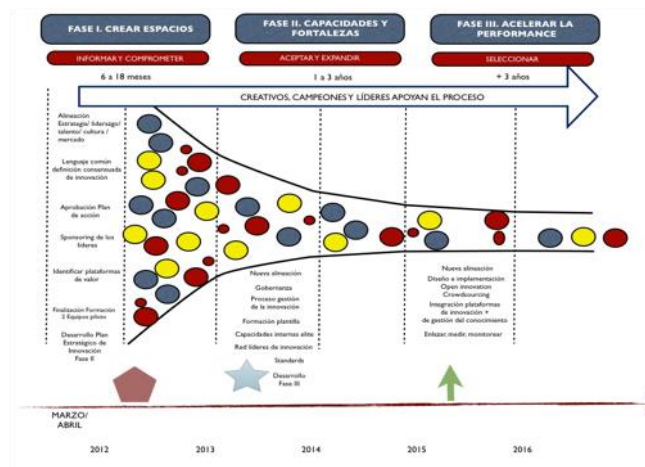 FASE I. CREAR ESPACIOS
FASE II. CAPACIDADES Y
FORTALEZAS
FASE III. ACELERAR LA
PERFORMANCE
INFORMAR Y COMPROMETER
ACEPTAR Y EXPANDIR
SELECCIONAR
6 a 18 meses
1 a 3 años
+ 3 años
CREATIVOS, CAMPEONES Y LÍDERES APOYAN EL PROCESO
Alineación
Estrategia/ liderazgo/
talento/ cultura /
mercado
Lenguaje común
definición consensuada
de innovación
Aprobación Plan
de acción
Sponsoring de los
líderes
Identificar plataformas
de valor
Finalización Formación
2 Equipos pilotos
Desarrollo Plan
Estratégico de
Innovación
Fase II
Nueva alineación
Gobernanza
Proceso gestión
de la innovación
Formación plantilla
Capacidades internas elite
Rad líderes de innovación
Standards
Desarrollo
Fase III
Nueva alineación
Diseño e implementación
Open innovation
Crowdsourcing
Integración plataformas
de innovación +
de gestión del conocimiento
Enlazar, medir, monitorear
MARZO/
ABRIL
2012
2013
2014
2015
2016